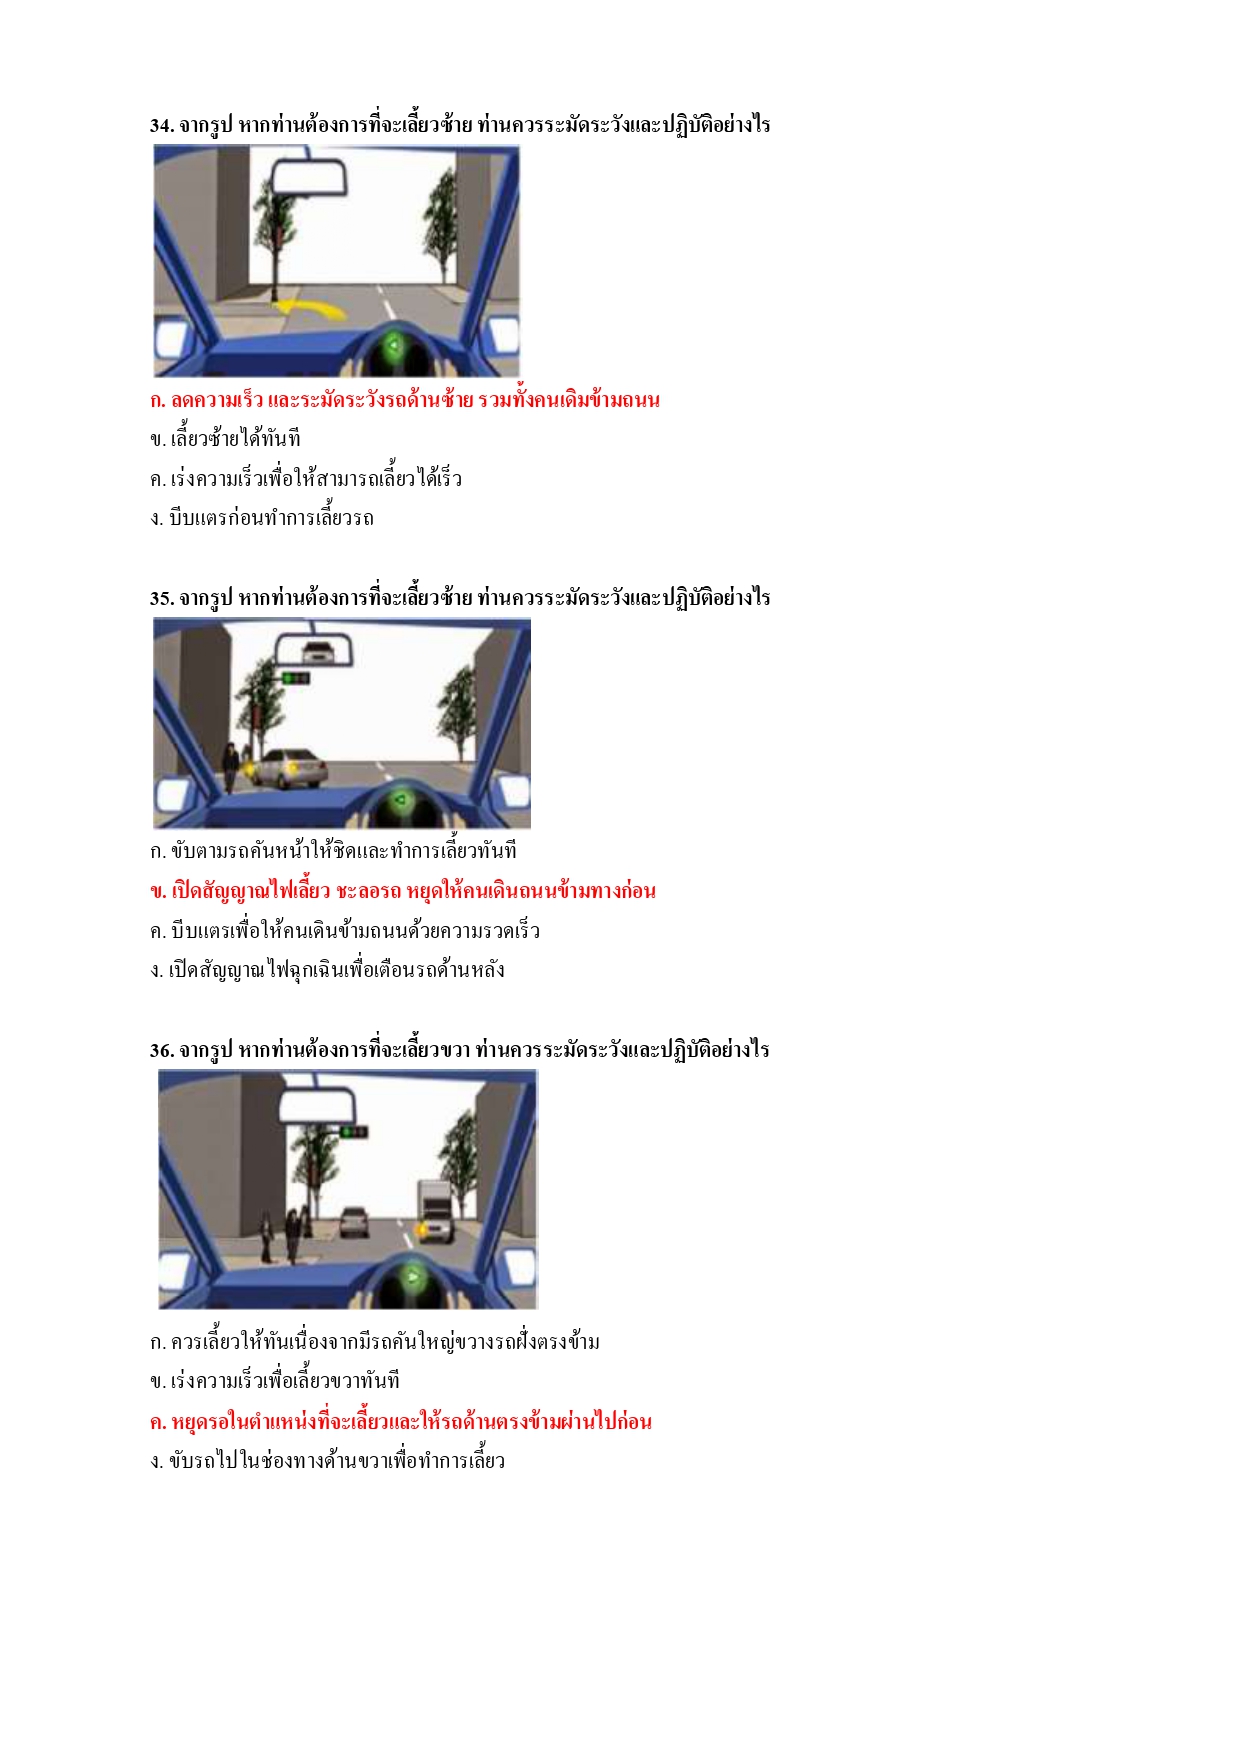 34. จากรูป หากท่านต้องการที่จะเลี้ยวซ้าย ท่านควรระมัดระวังและปฏิบัติอย่างไร
ก. ลดความเร็ว และระมัดระวังรถด้านซ้าย รวมทั้งคนเดิมข้ามถนน
ข. เลี้ยวซ้ายได้ทันที
ค. เร่งความเร็วเพื่อให้สามารถเลี้ยวได้เร็ว
ง. บีบแตรก่อนทำการเลี้ยวรถ
35. จากรูป หากท่านต้องการที่จะเลี้ยวซ้าย ท่านควรระมัดระวังและปฏิบัติอย่างไร
ก. ขับตามรถคันหน้าให้ชิดและทำการเลี้ยวทันที
ข. เปิดสัญญาณไฟเลี้ยว ชะลอรถ หยุดให้คนเดินถนนข้ามทางก่อน
ค. บีบแตรเพื่อให้คนเดินข้ามถนนด้วยความรวดเร็ว
ง. เปิดสัญญาณไฟฉุกเฉินเพื่อเตือนรถด้านหลัง
36. จากรูป หากท่านต้องการที่จะเลี้ยวขวา ท่านควรระมัดระวังและปฏิบัติอย่างไร
ก. ควรเลี้ยวให้ทันเนื่องจากมีรถคันใหญ่ขวางรถฝั่งตรงข้าม
ข. เร่งความเร็วเพื่อเลี้ยวขวาทันที
ค. หยุดรอในตำแหน่งที่จะเลี้ยวและให้รถด้านตรงข้ามผ่านไปก่อน
ง. ขับรถไปในช่องทางด้านขวาเพื่อทำการเลี้ยว